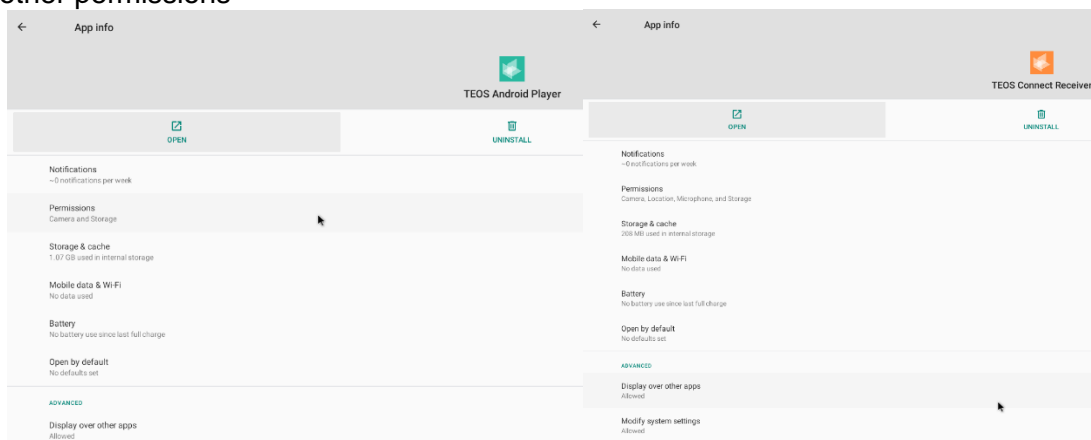 other permissions
App info
TEOS Android Player
OPEN
UNINSTALL
Notifications
~0 notifications per week
Permissions
Camera and Storage
Storage & cache
1.07 GB used in internal storage
Mobile data & Wi-Fi
No data used
Battery
No battery use since last full charge
Open by default
No defaults set
ADVANCED
Display over other apps
Allowed
App info
TEOS Connect Receiver
OPEN
UNINSTALL
Notifications
~0 notifications per week
Permissions
Camera, Location, Microphone, and Storage
Storage & cache
208 MB used in internal storage
Mobile data & Wi-Fi
No data used
Battery
No battery use since last full charge
Open by default
No defaults set
ADVANCED
Display over other apps
Allowed
Modify system settings
Allowed